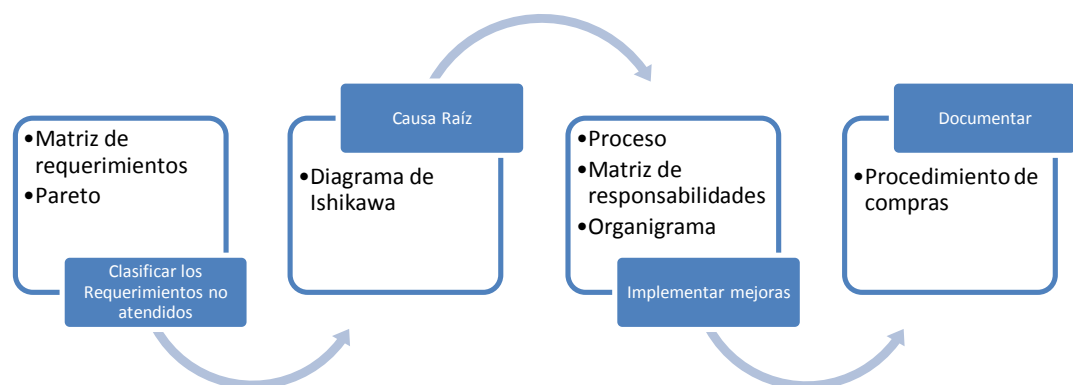 •Matriz de
requerimientos
•Pareto
Clasificar los
Requerimientos no
atendidos
Causa Raíz
•Diagrama de
Ishikawa
•Proceso
•Matriz de
responsabilidades
•Organigrama
Implementar mejoras
Documentar
•Procedimiento de
compras